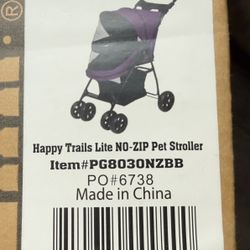 Happy Trails Lite NO-ZIP Pet Stroller
Item#PG8030NZBB
PO#6738
Made in China